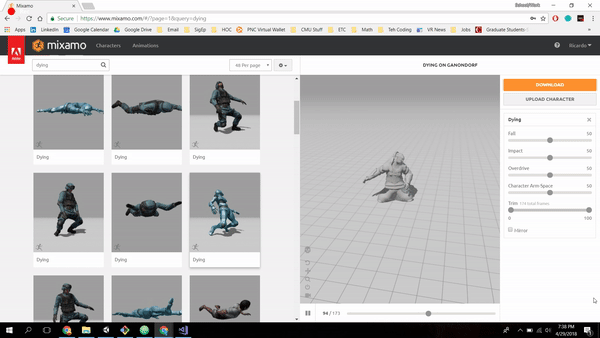 Mixamo
Secure https://www.mixamo.com/#/?page=1&query=dying
Apps
Jobs
LinkedIn
Google Calendar
Google Drive
Email
SigEp
HOC
PNC Virtual Wallet
CMU Stuff
ETC
Math
Teh Coding
VR News
Graduate Students
mixamo
Characters
Animations
Ricardo
Adobe
dying
48 Per page
DYING ON GANONDORF
DOWNLOAD
UPLOAD CHARACTER
Dying
Fall 50
Impact 50
Overdrive 50
Character Arm Space 50
Trim
total frames
0 100
Mirror
Dying
Dying
Dying
Dying
Dying
Dying
94 / 173
7:38 PM
4/29/2018